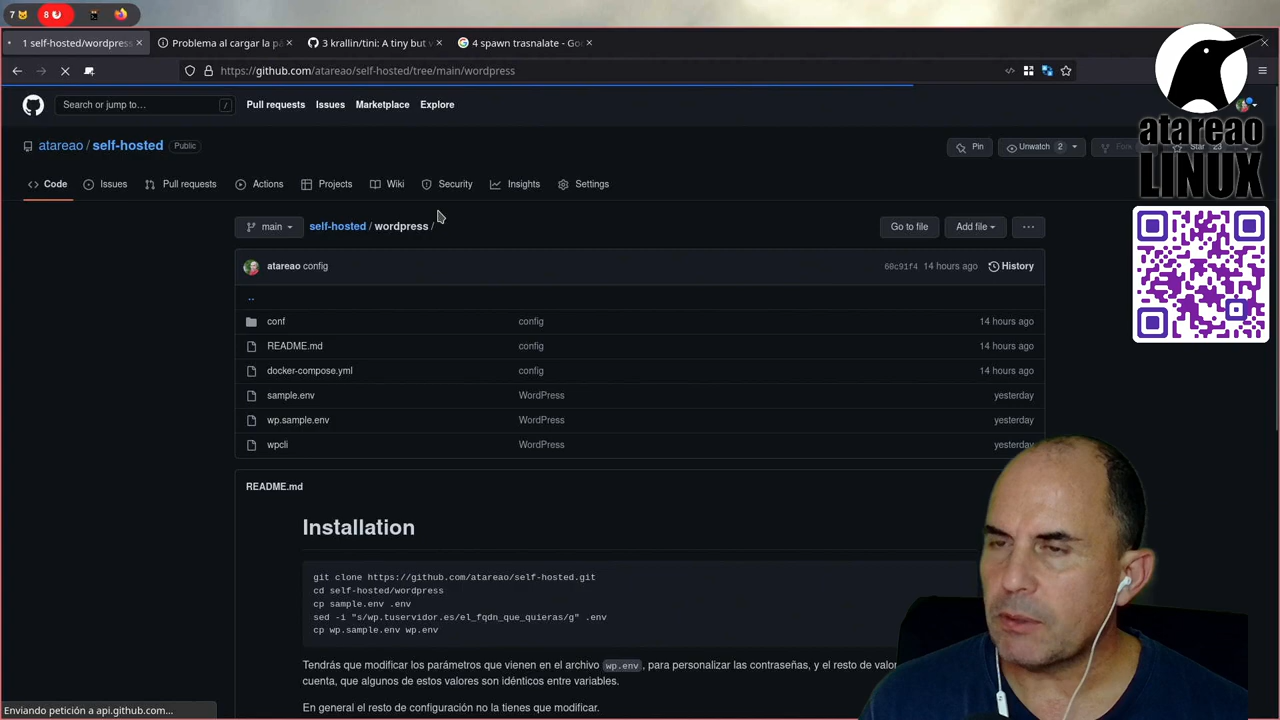 7 8
1 self-hosted/wordpress
Problema al cargar la pá
3 krallin/tini: A tiny but v
4 spawn trasnalate - Goo
https://github.com/atareao/self-hosted/tree/main/wordpress
Search or jump to… /
Pull requests Issues Marketplace Explore
atareao / self-hosted Public
Pin Unwatch 2 Fork Star 23
Code Issues Pull requests Actions Projects Wiki Security Insights Settings
main self-hosted / wordpress /
Go to file Add file ···
atareao config 60c91f4 14 hours ago History
..
conf config 14 hours ago
README.md config 14 hours ago
docker-compose.yml config 14 hours ago
sample.env WordPress yesterday
wp.sample.env WordPress yesterday
wpcli WordPress yesterday
README.md
Installation
git clone https://github.com/atareao/self-hosted.git
cd self-hosted/wordpress
cp sample.env .env
sed -i "s/wp.tuservidor.es/el_fqdn_que_quieras/g" .env
cp wp.sample.env wp.env
Tendrás que modificar los parámetros que vienen en el archivo wp.env, para personalizar las contraseñas, y el resto de valor
cuenta, que algunos de estos valores son idénticos entre variables.
En general el resto de configuración no la tienes que modificar.
Enviando petición a api.github.com…
atareao
LINUX